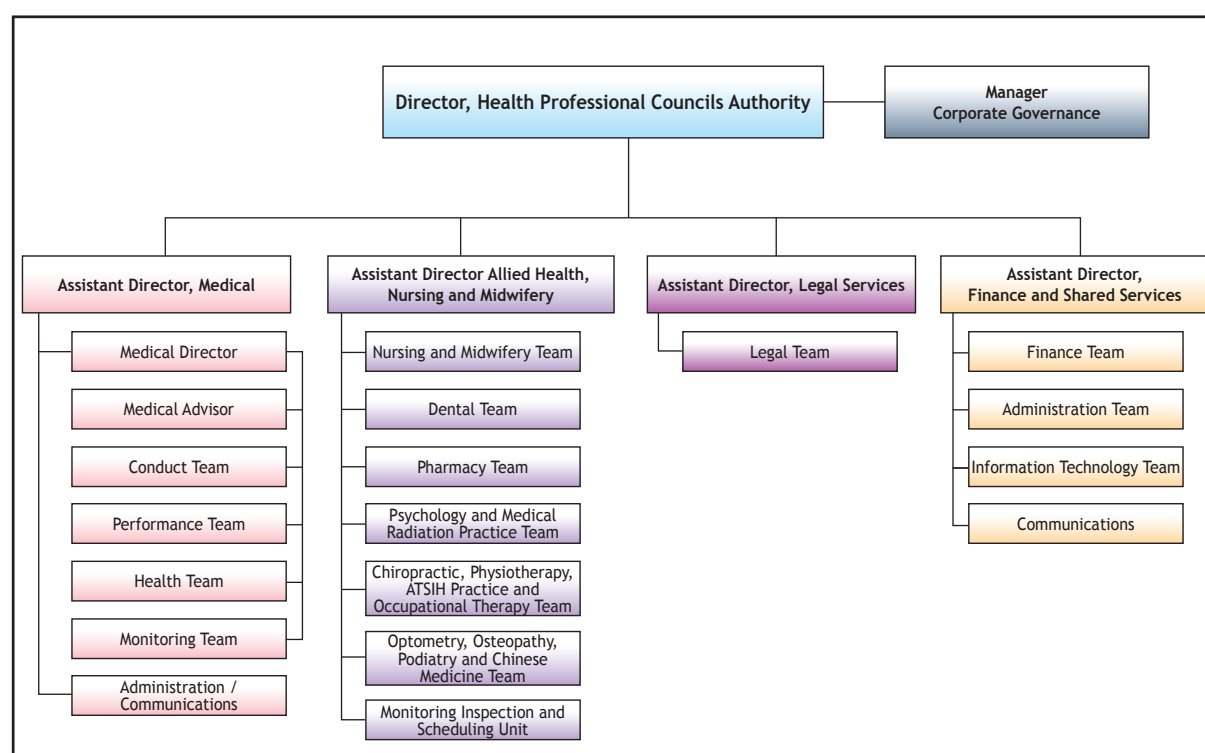 Director, Health Professional Councils Authority
Manager
Corporate Governance
Assistant Director, Medical
Medical Director
Medical Advisor
Conduct Team
Performance Team
Health Team
Monitoring Team
Administration /
Communications
Assistant Director Allied Health,
Nursing and Midwifery
Nursing and Midwifery Team
Dental Team
Pharmacy Team
Psychology and Medical
Radiation Practice Team
Chiropractic, Physiotherapy,
ATSIH Practice and
Occupational Therapy Team
Optometry, Osteopathy,
Podiatry and Chinese
Medicine Team
Monitoring Inspection and
Scheduling Unit
Assistant Director, Legal Services
Legal Team
Assistant Director,
Finance and Shared Services
Finance Team
Administration Team
Information Technology Team
Communications